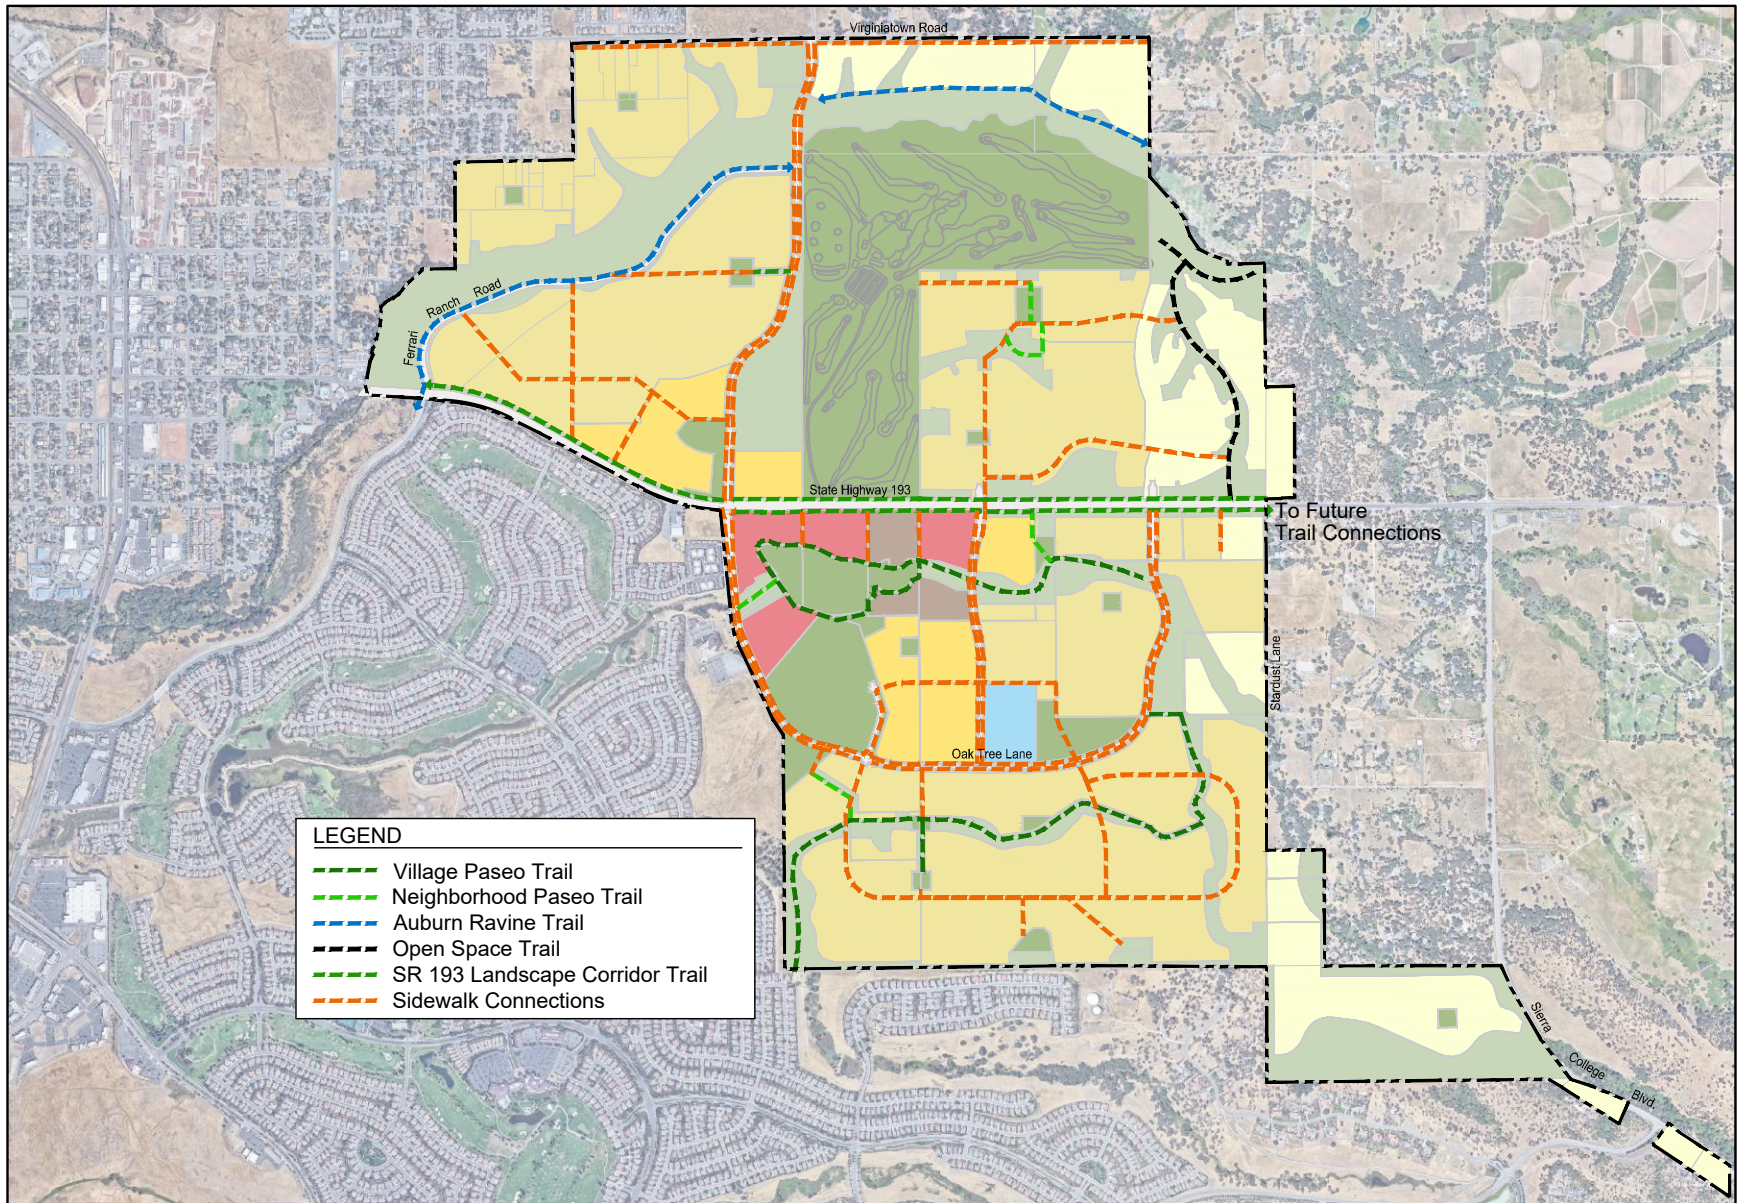 Virginiatown Road
Ranch Road
Ferrari
State Highway 193
To Future
Trail Connections
Stardust Lane
Oak Tree Lane
LEGEND
Village Paseo Trail
Neighborhood Paseo Trail
Auburn Ravine Trail
Open Space Trail
SR 193 Landscape Corridor Trail
Sidewalk Connections
Sierra
College
Blvd.